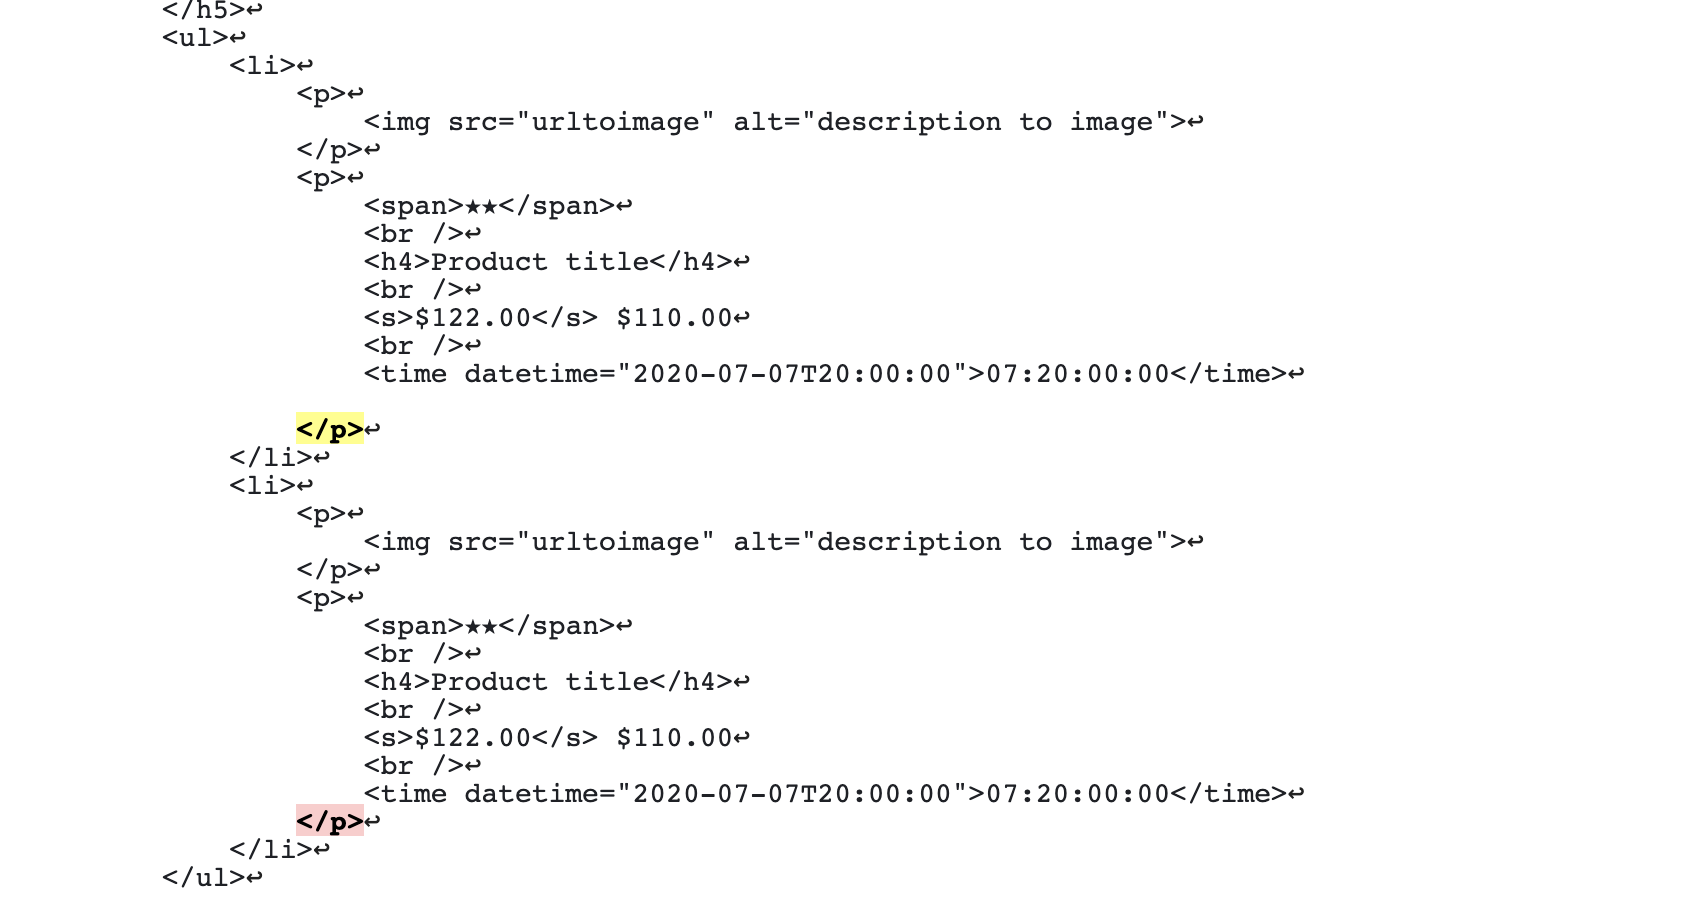 </h5>↩
<ul>↩
<li>↩
<p>↩
<img src="urltoimage" alt="description to image">↩
</p>↩
<p>↩
<span>★★</span>↩
<br />↩
<h4>Product title</h4>↩
<br />↩
<s>$122.00</s> $110.00↩
<br />↩
<time datetime="2020-07-07T20:00:00">07:20:00:00</time>↩
</p>↩
</li>↩
<li>↩
<p>↩
<img src="urltoimage" alt="description to image">↩
</p>↩
<p>↩
<span>★★</span>↩
<br />↩
<h4>Product title</h4>↩
<br />↩
<s>$122.00</s> $110.00↩
<br />↩
<time datetime="2020-07-07T20:00:00">07:20:00:00</time>↩
</p>↩
</li>↩
</ul>↩